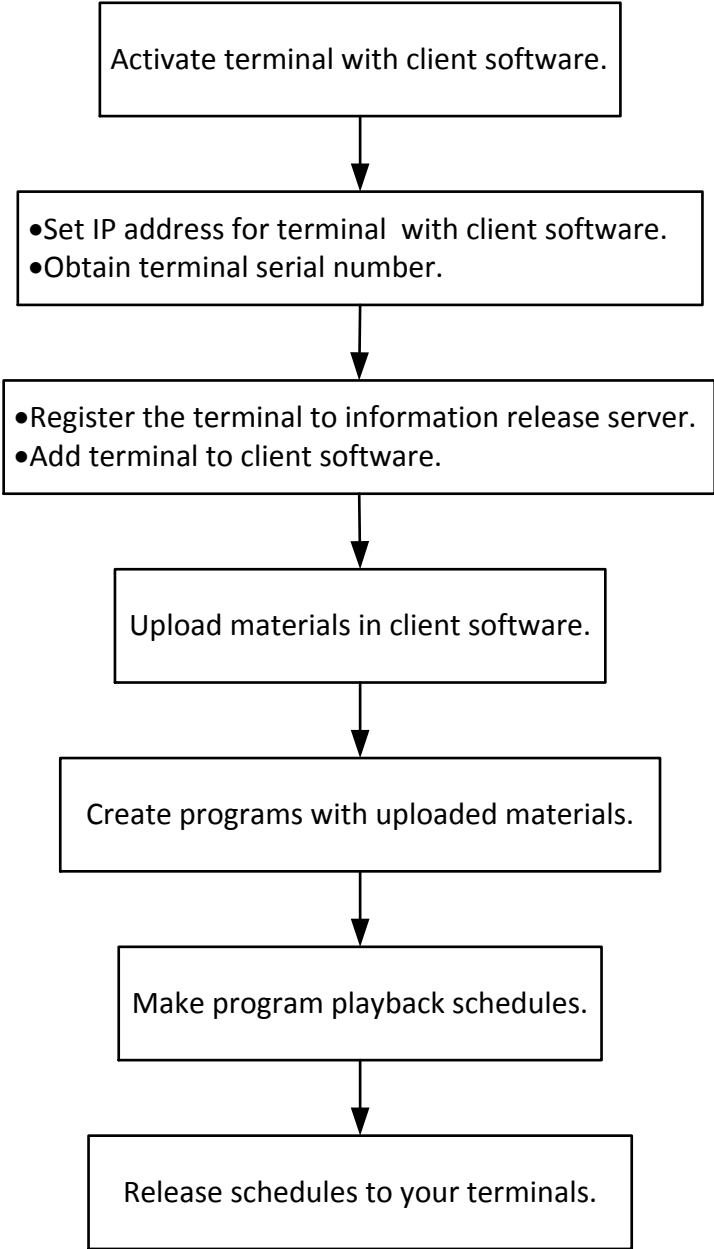 Activate terminal with client software.
•Set IP address for terminal  with client software.
•Obtain terminal serial number.
•Register the terminal to information release server.
•Add terminal to client software.
Upload materials in client software.
Create programs with uploaded materials.
Make program playback schedules.
Release schedules to your terminals.